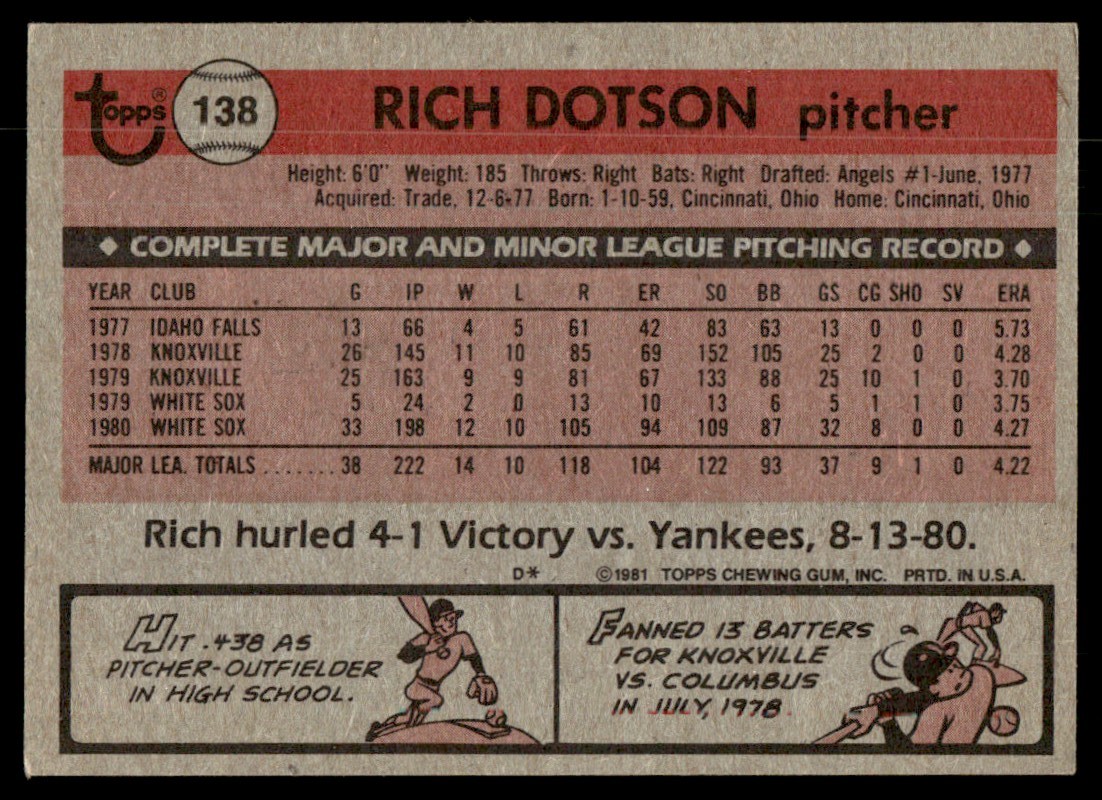 Topps® 138 RICH DOTSON pitcher
Height: 6'0" Weight: 185 Throws: Right Bats: Right Drafted: Angels #1-June, 1977
Acquired: Trade, 12-6-77 Born: 1-10-59, Cincinnati, Ohio Home: Cincinnati, Ohio
◆ COMPLETE MAJOR AND MINOR LEAGUE PITCHING RECORD ◆
YEAR CLUB G IP W L R ER SO BB GS CG SHO SV ERA
1977 IDAHO FALLS 13 66 4 5 61 42 83 63 13 0 0 0 5.73
1978 KNOXVILLE 26 145 11 10 85 69 152 105 25 2 0 0 4.28
1979 KNOXVILLE 25 163 9 9 81 67 133 88 25 10 1 0 3.70
1979 WHITE SOX 5 24 2 0 13 10 13 6 5 1 1 0 3.75
1980 WHITE SOX 33 198 12 10 105 94 109 87 32 8 0 0 4.27
MAJOR LEA. TOTALS ....... 38 222 14 10 118 104 122 93 37 9 1 0 4.22
Rich hurled 4-1 Victory vs. Yankees, 8-13-80.
D* ©1981 TOPPS CHEWING GUM, INC. PRTD. IN U.S.A.
HIT .438 AS
PITCHER-OUTFIELDER
IN HIGH SCHOOL.
FANNED 13 BATTERS
FOR KNOXVILLE
VS. COLUMBUS
IN JULY, 1978.